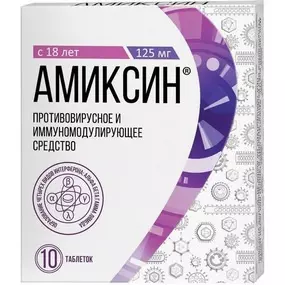 с 18 лет
125 мг
АМИКСИН®
ПРОТИВОВИРУСНОЕ И
ИММУНОМОДУЛИРУЮЩЕЕ
СРЕДСТВО
α β γ λ
10 ТАБЛЕТОК